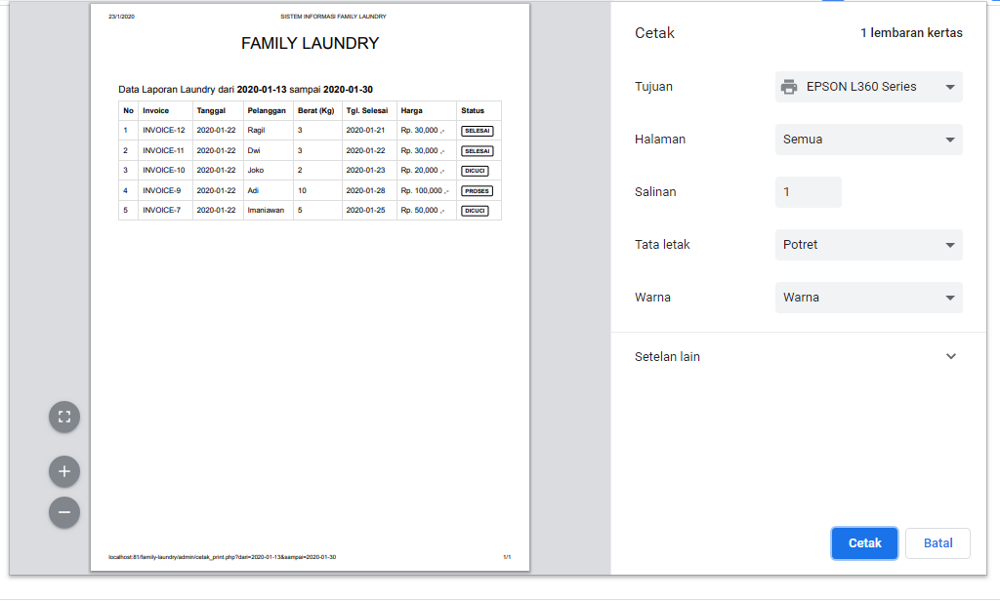 23/1/2020 SISTEM INFORMASI FAMILY LAUNDRY
FAMILY LAUNDRY
Data Laporan Laundry dari 2020-01-13 sampai 2020-01-30
No Invoice Tanggal Pelanggan Berat (Kg) Tgl. Selesai Harga Status
1 INVOICE-12 2020-01-22 Ragil 3 2020-01-21 Rp. 30,000 ,- SELESAI
2 INVOICE-11 2020-01-22 Dwi 3 2020-01-22 Rp. 30,000 ,- SELESAI
3 INVOICE-10 2020-01-22 Joko 2 2020-01-23 Rp. 20,000 ,- DICUCI
4 INVOICE-9 2020-01-22 Adi 10 2020-01-28 Rp. 100,000 ,- PROSES
5 INVOICE-7 2020-01-22 Imaniawan 5 2020-01-25 Rp. 50,000 ,- DICUCI
localhost:81/family-laundry/admin/cetak_print.php?dari=2020-01-13&sampai=2020-01-30 1/1
Cetak 1 lembaran kertas
Tujuan EPSON L360 Series
Halaman Semua
Salinan 1
Tata letak Potret
Warna Warna
Setelan lain
Cetak Batal